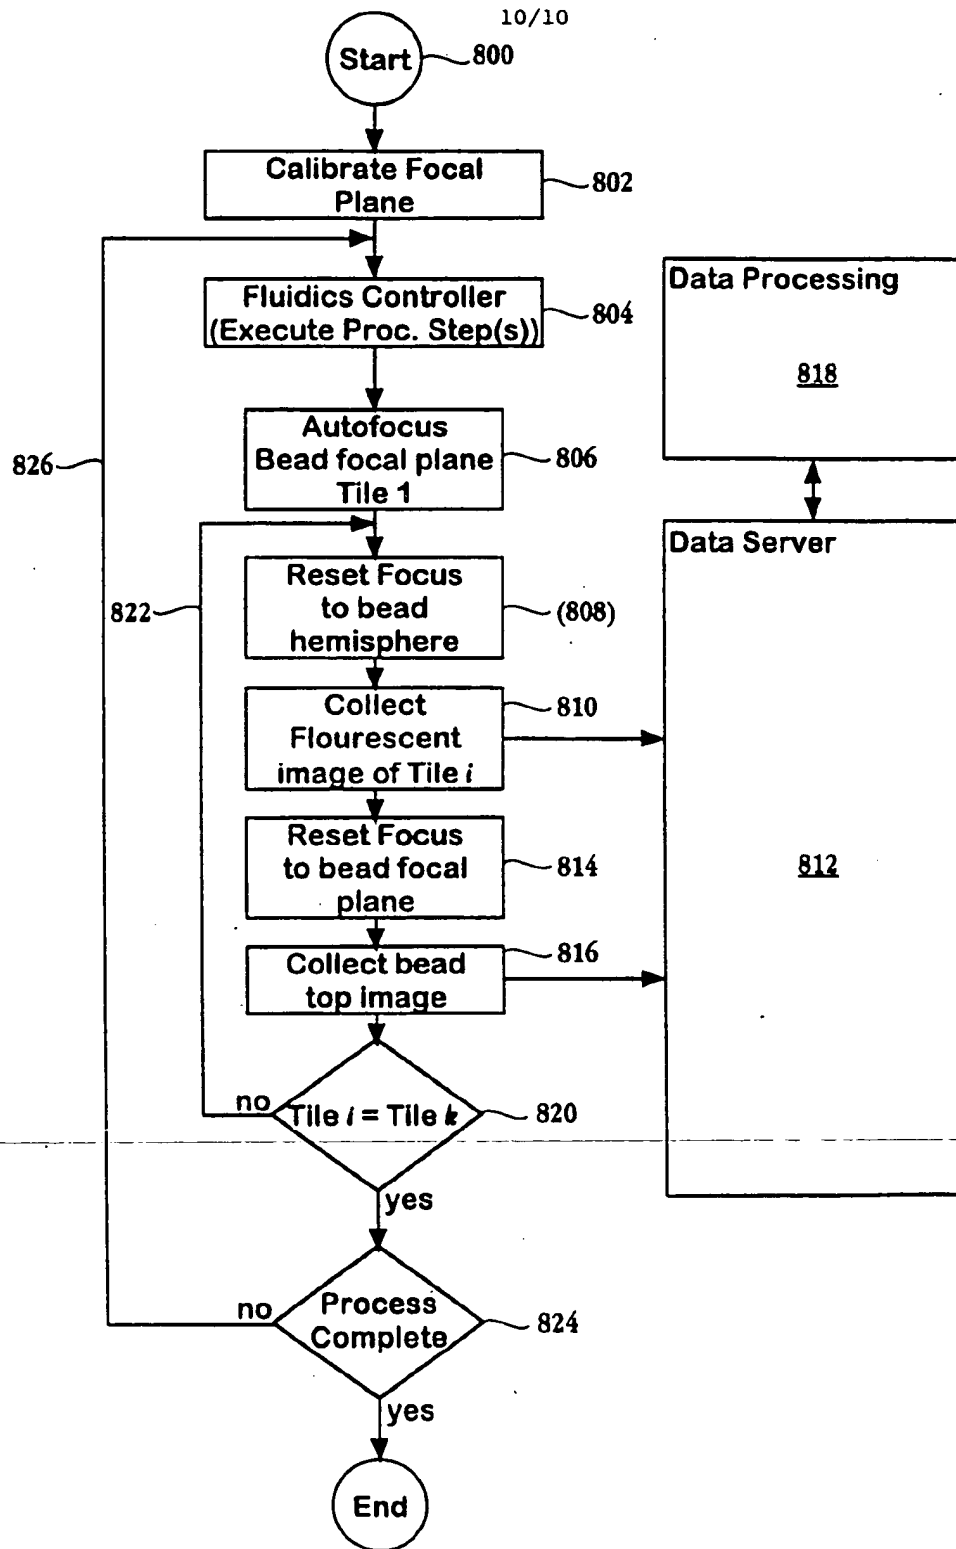 10/10
Start
800
Calibrate Focal
Plane
802
Fluidics Controller
(Execute Proc. Step(s))
804
Data Processing
818
Autofocus
Bead focal plane
Tile 1
806
826
Data Server
812
Reset Focus
to bead
hemisphere
(808)
822
Collect
Flourescent
image of Tile i
810
Reset Focus
to bead focal
plane
814
Collect bead
top image
816
no
Tile i = Tile k
820
yes
no
Process
Complete
824
yes
End